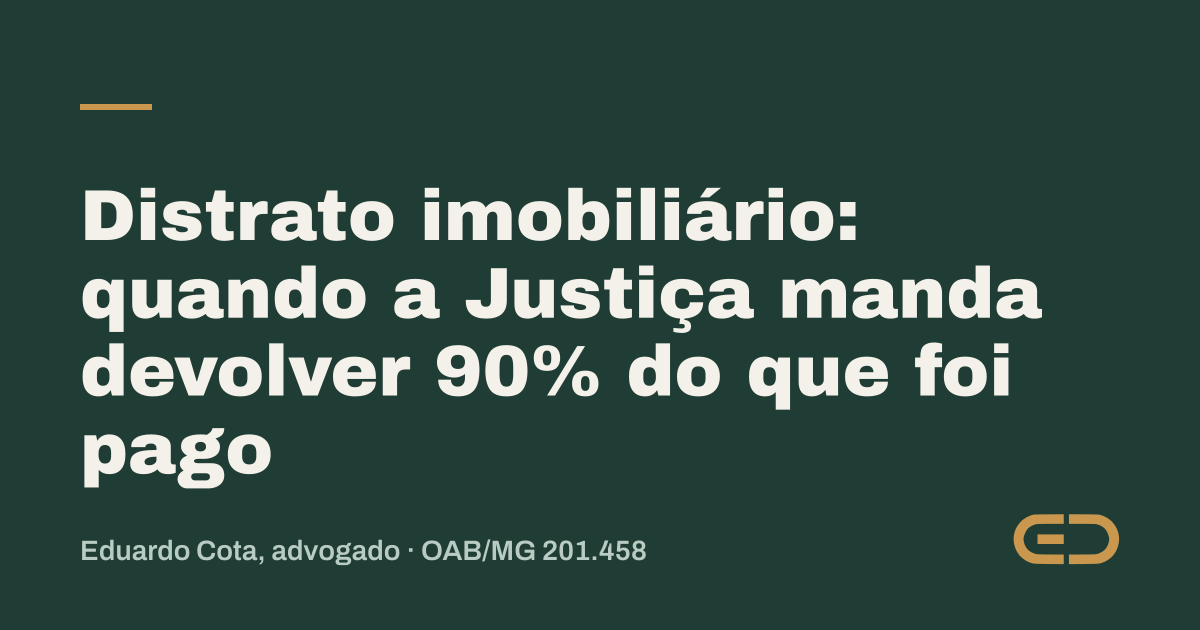 Distrato imobiliário:
quando a Justiça manda
devolver 90% do que foi
pago
Eduardo Cota, advogado · OAB/MG 201.458